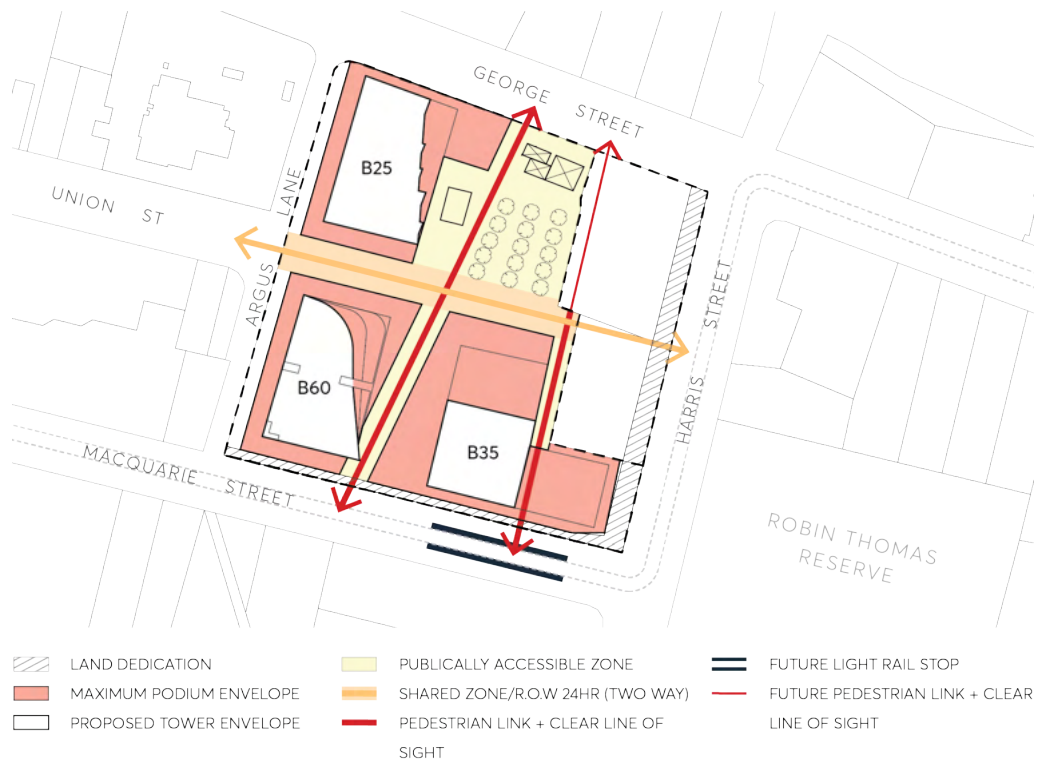 GEORGE STREET
B25
UNION ST
ARGUS LANE
HARRIS STREET
B60
B35
MACQUARIE STREET
ROBIN THOMAS
RESERVE
LAND DEDICATION
MAXIMUM PODIUM ENVELOPE
PROPOSED TOWER ENVELOPE
PUBLICALLY ACCESSIBLE ZONE
SHARED ZONE/R.O.W 24HR (TWO WAY)
PEDESTRIAN LINK + CLEAR LINE OF
SIGHT
FUTURE LIGHT RAIL STOP
FUTURE PEDESTRIAN LINK + CLEAR
LINE OF SIGHT